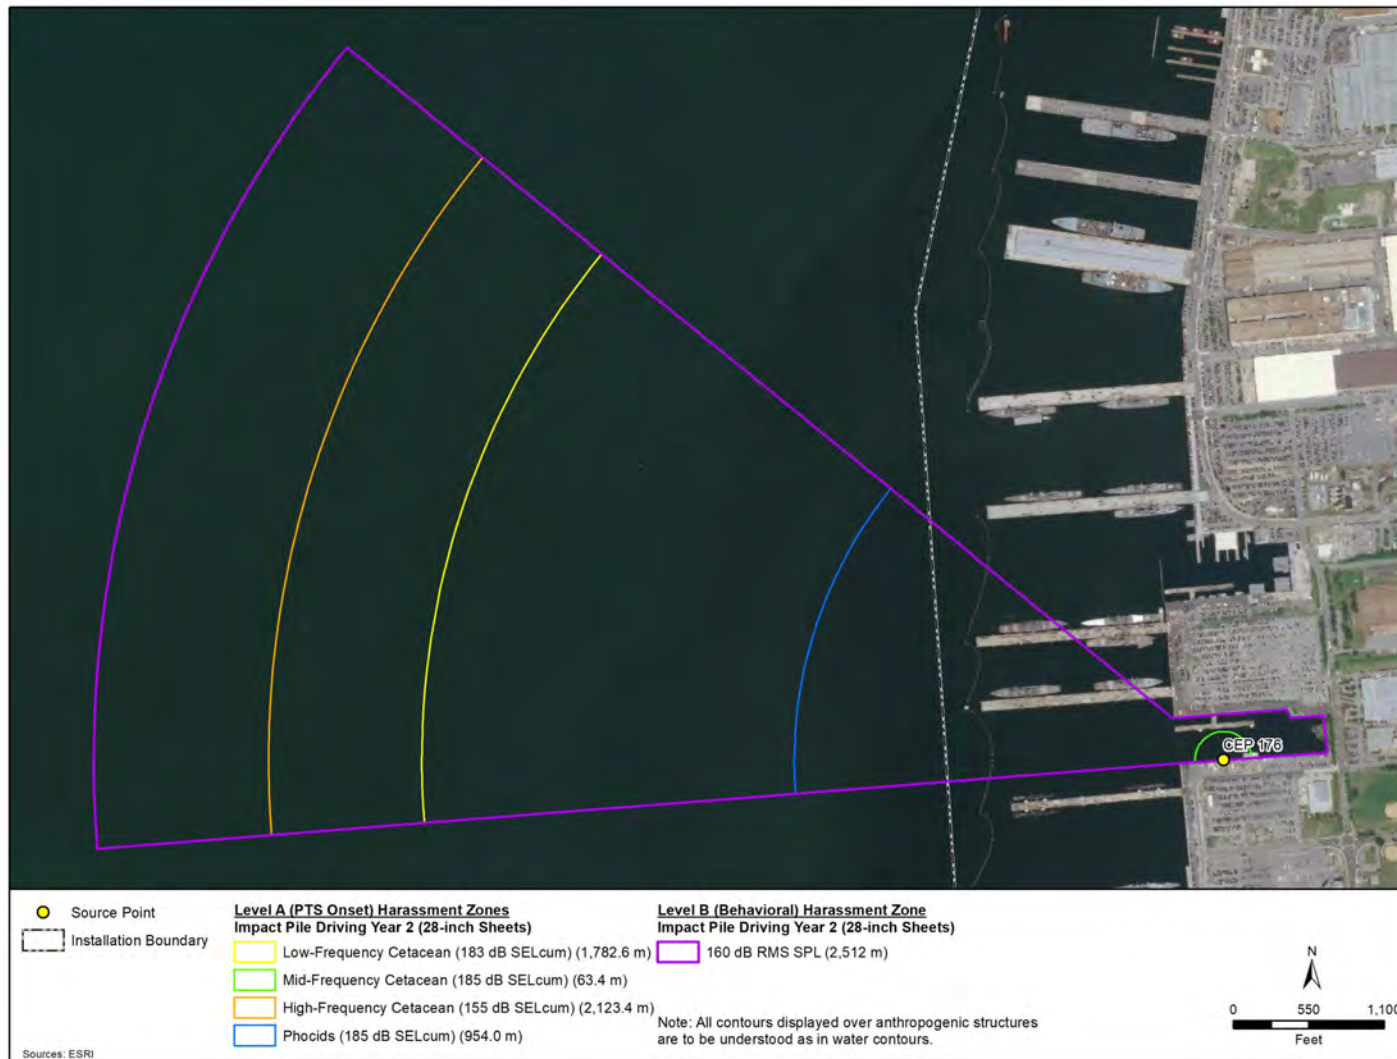 CEP 176
Source Point
Installation Boundary
Level A (PTS Onset) Harassment Zones
Impact Pile Driving Year 2 (28-inch Sheets)
Low-Frequency Cetacean (183 dB SELcum) (1,782.6 m)
Mid-Frequency Cetacean (185 dB SELcum) (63.4 m)
High-Frequency Cetacean (155 dB SELcum) (2,123.4 m)
Phocids (185 dB SELcum) (954.0 m)
Level B (Behavioral) Harassment Zone
Impact Pile Driving Year 2 (28-inch Sheets)
160 dB RMS SPL (2,512 m)
Note: All contours displayed over anthropogenic structures
are to be understood as in water contours.
N
0 550 1,100
Feet
Sources: ESRI